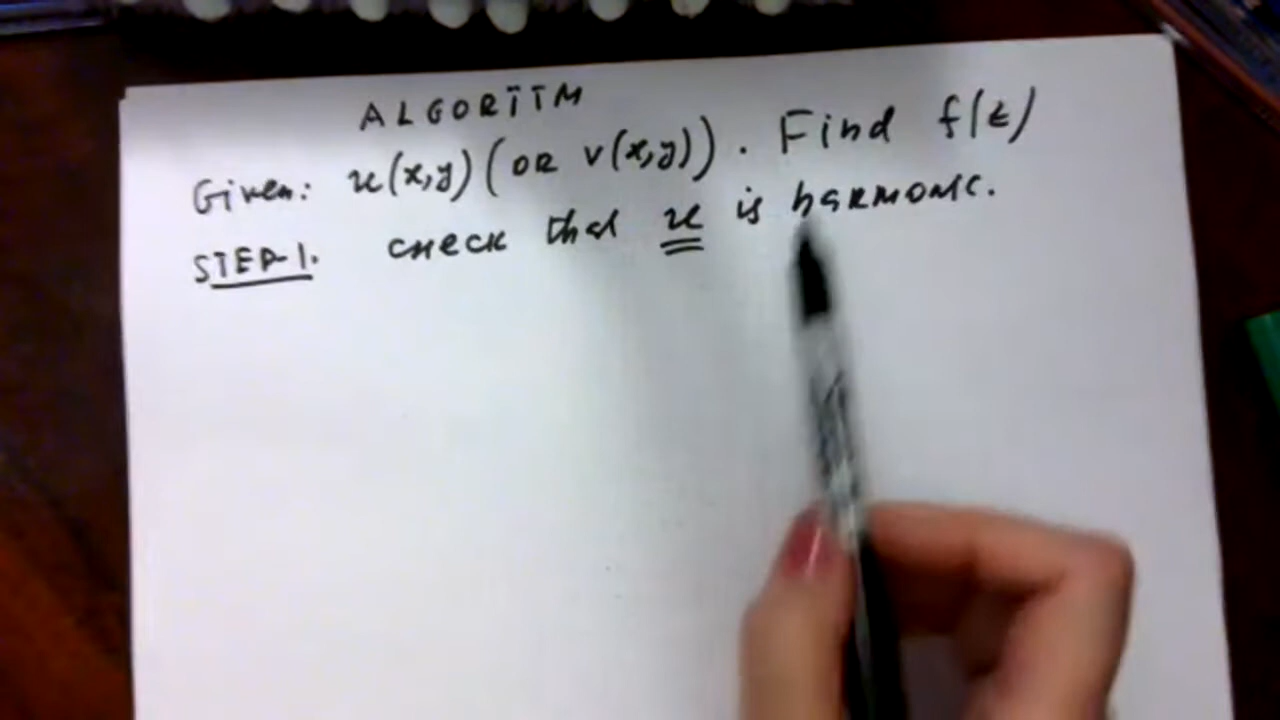 ALGORITM
Given: u(x,y) (OR v(x,y)). Find f(z)
STEP-1. CHECK that u is harmonic.